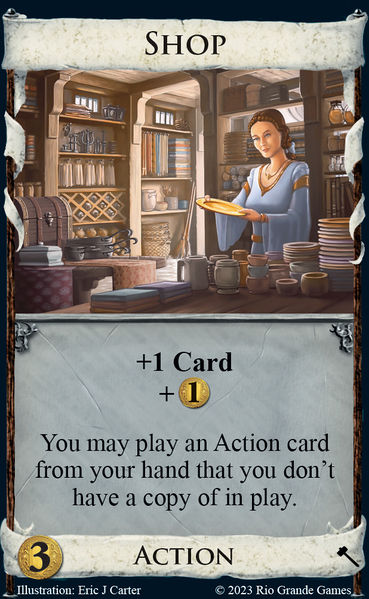 SHOP
+1 Card
+ 1
You may play an Action card
from your hand that you don't
have a copy of in play.
3 ACTION
Illustration: Eric J Carter © 2023 Rio Grande Games